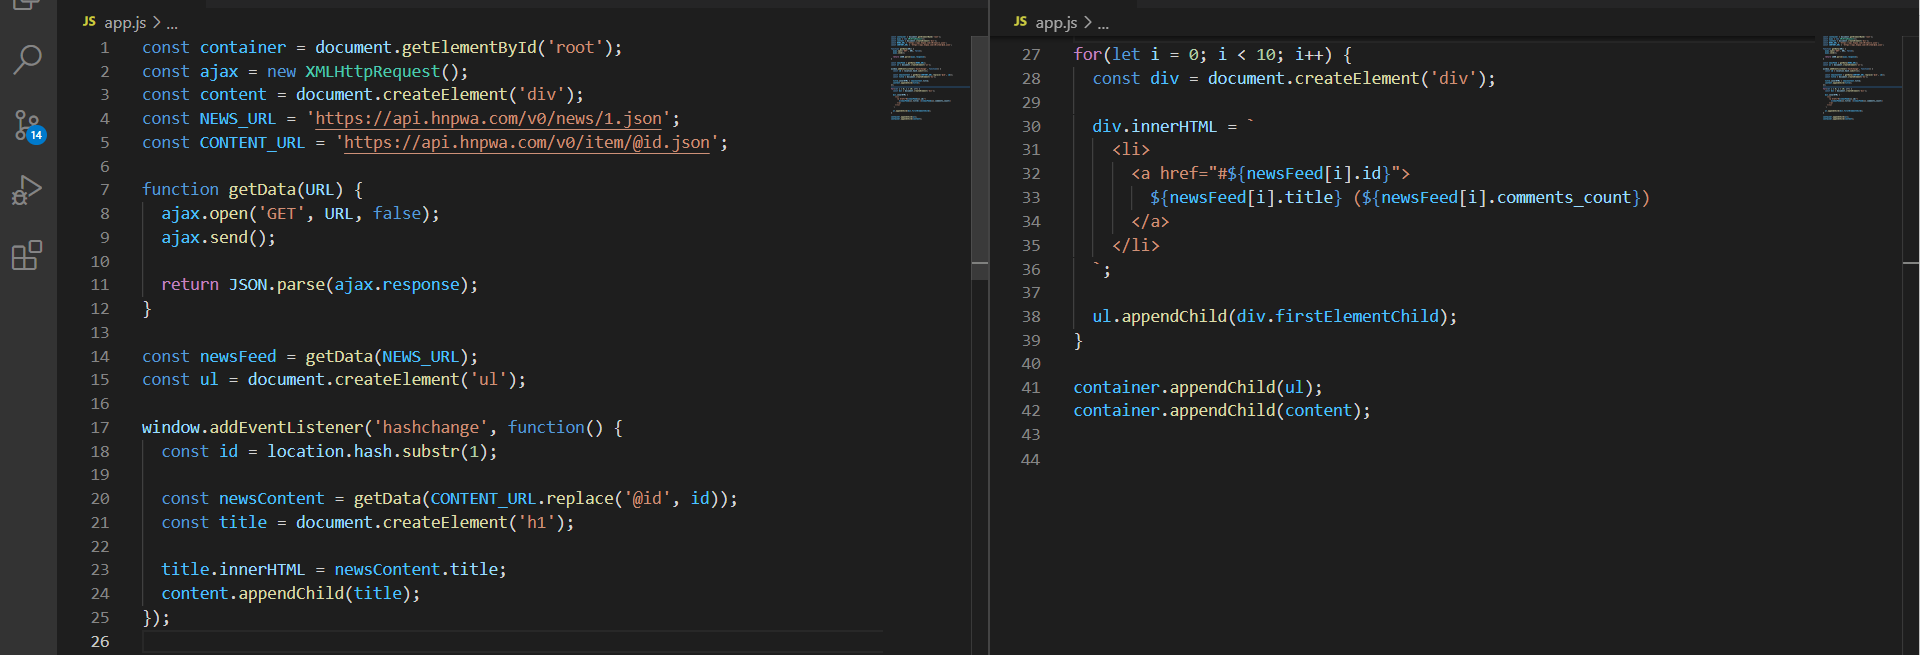 14
JS app.js > ...
1 const container = document.getElementById('root');
2 const ajax = new XMLHttpRequest();
3 const content = document.createElement('div');
4 const NEWS_URL = 'https://api.hnpwa.com/v0/news/1.json';
5 const CONTENT_URL = 'https://api.hnpwa.com/v0/item/@id.json';
6
7 function getData(URL) {
8   ajax.open('GET', URL, false);
9   ajax.send();
10
11   return JSON.parse(ajax.response);
12 }
13
14 const newsFeed = getData(NEWS_URL);
15 const ul = document.createElement('ul');
16
17 window.addEventListener('hashchange', function() {
18   const id = location.hash.substr(1);
19
20   const newsContent = getData(CONTENT_URL.replace('@id', id));
21   const title = document.createElement('h1');
22
23   title.innerHTML = newsContent.title;
24   content.appendChild(title);
25 });
26
JS app.js > ...
27 for(let i = 0; i < 10; i++) {
28   const div = document.createElement('div');
29
30   div.innerHTML = `
31     <li>
32       <a href="#${newsFeed[i].id}">
33         ${newsFeed[i].title} (${newsFeed[i].comments_count})
34       </a>
35     </li>
36   `;
37
38   ul.appendChild(div.firstElementChild);
39 }
40
41 container.appendChild(ul);
42 container.appendChild(content);
43
44